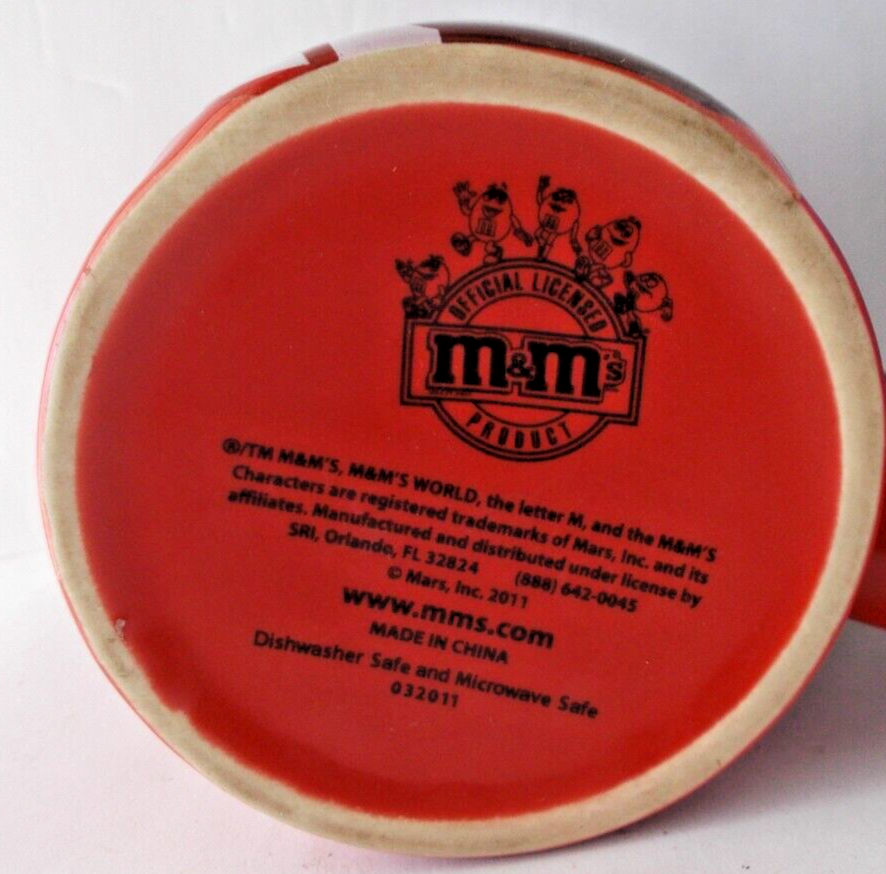 OFFICIAL LICENSED
m&m's
PRODUCT
®/TM M&M'S, M&M'S WORLD, the letter M, and the M&M'S
Characters are registered trademarks of Mars, Inc. and its
affiliates. Manufactured and distributed under license by
SRI, Orlando, FL 32824 (888) 642-0045
© Mars, Inc. 2011
www.mms.com
MADE IN CHINA
Dishwasher Safe and Microwave Safe
032011